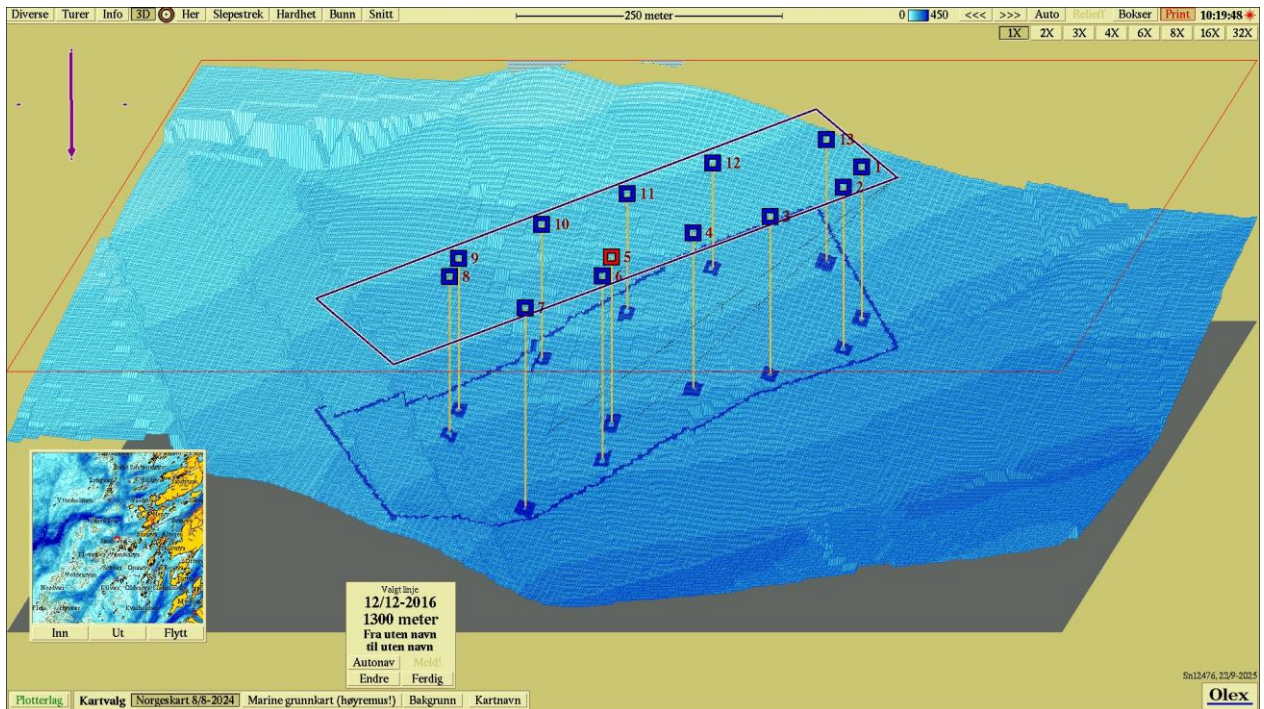 Diverse Turer Info 3D Her Slepestrek Hardhet Bunn Snitt 250 meter 0 450 <<< >>> Auto Relieff Bokser Print 10:19:48
1X 2X 3X 4X 6X 8X 16X 32X
13
1
12
2
11
3
10
4
9
5
8
6
7
Inn Ut Flytt
Valgt linje
12/12-2016
1300 meter
Fra uten navn
til uten navn
Autonav Meld!
Endre Ferdig
Sn12476, 23/9-2025
Plotterlag Kartvalg Norgeskart 8/8-2024 Marine grunnkart (høyremus!) Bakgrunn Kartnavn
Olex